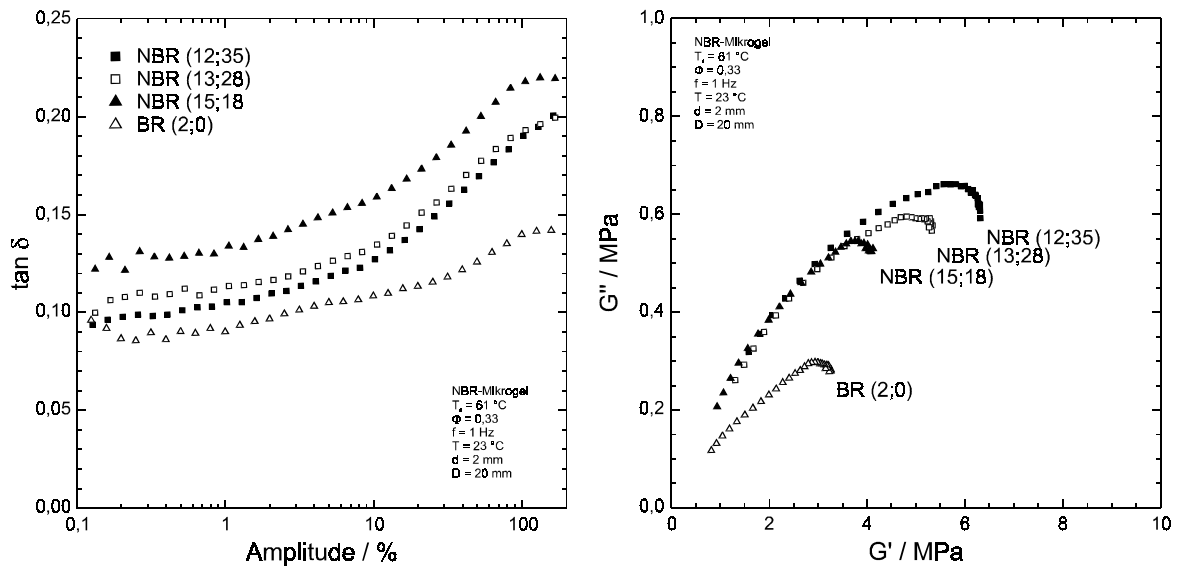 0,25
0,20
0,15
0,10
0,05
0,00
tan δ
NBR (12;35)
NBR (13;28)
NBR (15;18
BR (2;0)
NBR-Mikrogel
Tg = 61 °C
Φ = 0,33
f = 1 Hz
T = 23 °C
d = 2 mm
D = 20 mm
0,1
1
10
100
Amplitude / %
1,0
0,8
0,6
0,4
0,2
0,0
G'' / MPa
NBR-Mikrogel
Tg = 61 °C
Φ = 0,33
f = 1 Hz
T = 23 °C
d = 2 mm
D = 20 mm
NBR (12;35)
NBR (13;28)
NBR (15;18)
BR (2;0)
0
2
4
6
8
10
G' / MPa